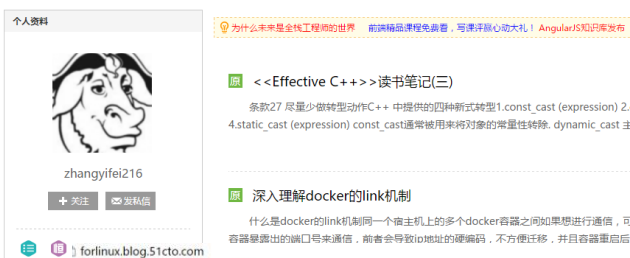 个人资料
为什么未来是全栈工程师的世界 前端精品课程免费看，写课评赢心动大礼！ AngularJS知识库发布
原 <<Effective C++>>读书笔记(三)
条款27 尽量少做转型动作C++ 中提供的四种新式转型1.const_cast (expression) 2.
4.static_cast (expression) const_cast通常被用来将对象的常量性转除. dynamic_cast 主
zhangyifei216
+ 关注 发私信
原 深入理解docker的link机制
什么是docker的link机制同一个宿主机上的多个docker容器之间如果想进行通信，可
容器暴露出的端口号来通信，前者会导致ip地址的硬编码，不方便迁移，并且容器重启后
forlinux.blog.51cto.com